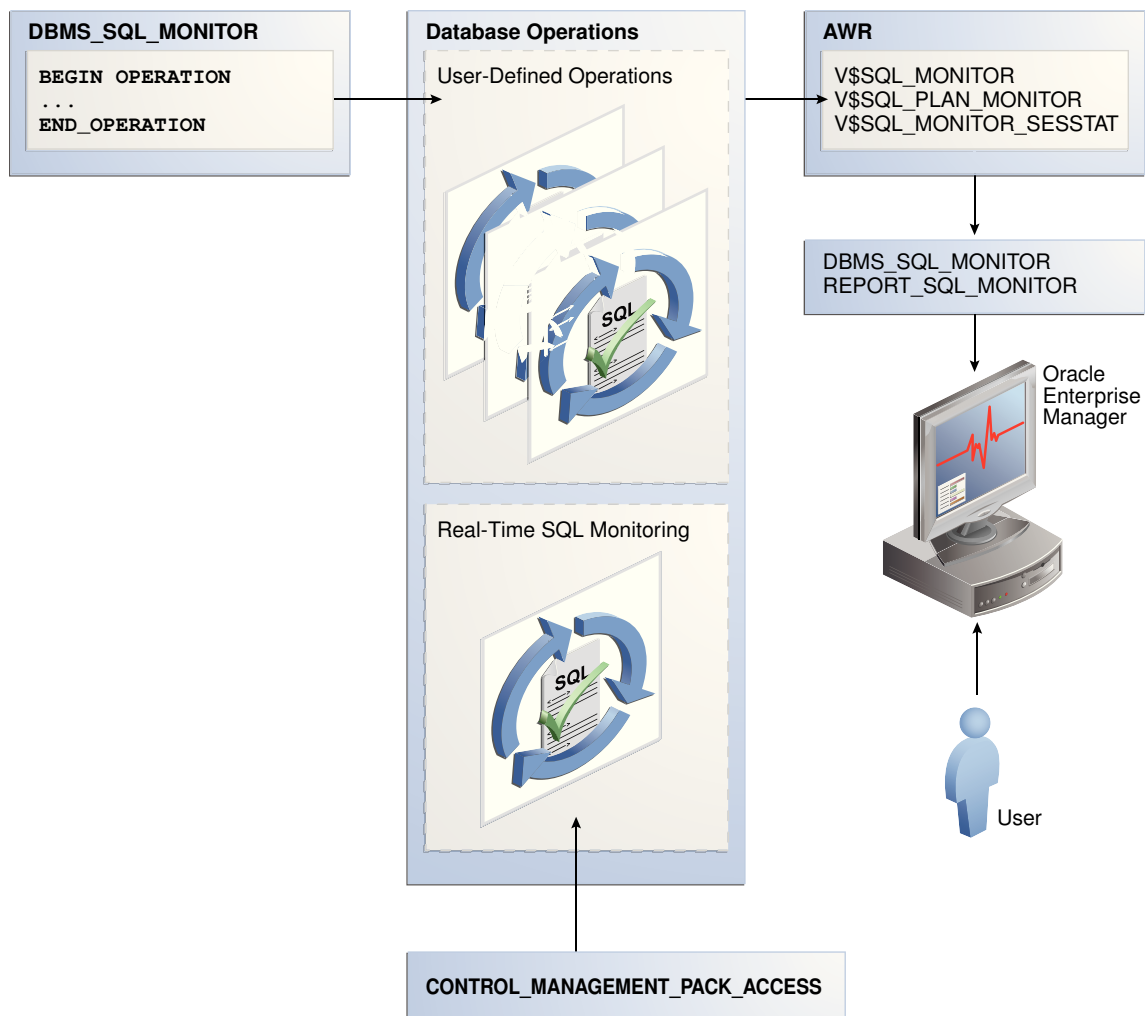 DBMS_SQL_MONITOR
BEGIN OPERATION
...
END_OPERATION
Database Operations
User-Defined Operations
SQL
Real-Time SQL Monitoring
SQL
CONTROL_MANAGEMENT_PACK_ACCESS
AWR
V$SQL_MONITOR
V$SQL_PLAN_MONITOR
V$SQL_MONITOR_SESSTAT
DBMS_SQL_MONITOR
REPORT_SQL_MONITOR
Oracle
Enterprise
Manager
User